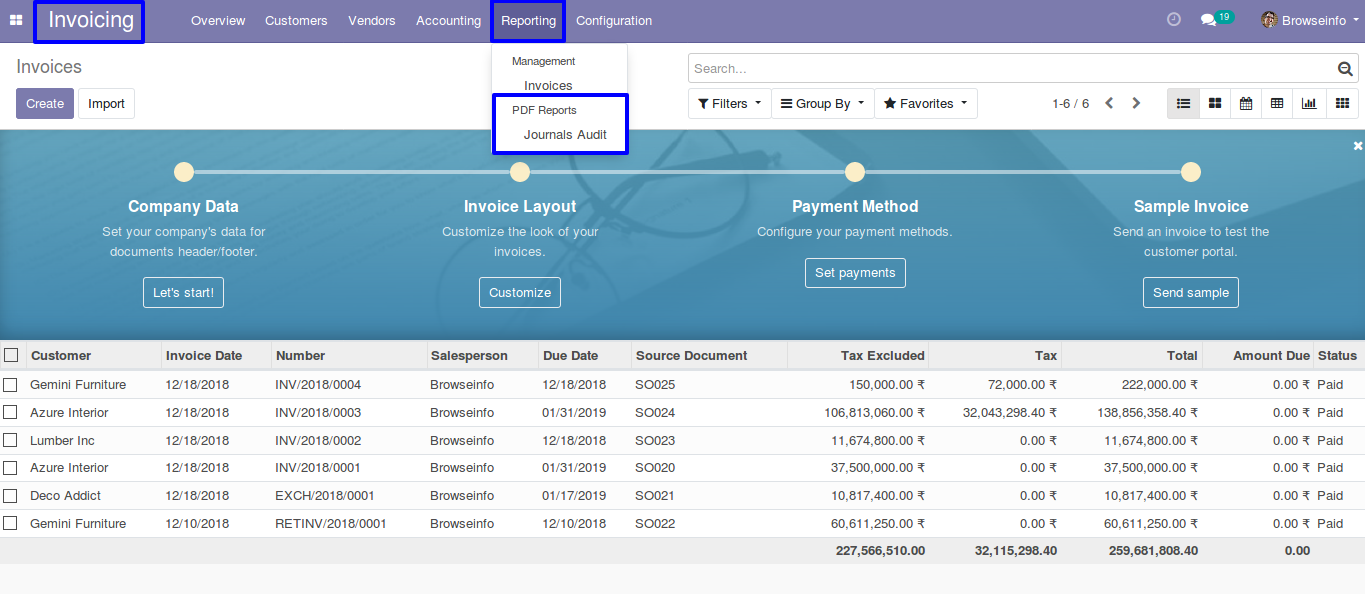 Invoicing Overview Customers Vendors Accounting Reporting Configuration 19 Browseinfo
Invoices
Management
Invoices
PDF Reports
Journals Audit
Search...
Create Import
Filters Group By Favorites 1-6 / 6
Company Data Invoice Layout Payment Method Sample Invoice
Set your company's data for Customize the look of your Configure your payment methods. Send an invoice to test the
documents header/footer. invoices. customer portal.
Let's start! Customize Set payments Send sample
Customer Invoice Date Number Salesperson Due Date Source Document Tax Excluded Tax Total Amount Due Status
Gemini Furniture 12/18/2018 INV/2018/0004 Browseinfo 12/18/2018 SO025 150,000.00 ₹ 72,000.00 ₹ 222,000.00 ₹ 0.00 ₹ Paid
Azure Interior 12/18/2018 INV/2018/0003 Browseinfo 01/31/2019 SO024 106,813,060.00 ₹ 32,043,298.40 ₹ 138,856,358.40 ₹ 0.00 ₹ Paid
Lumber Inc 12/18/2018 INV/2018/0002 Browseinfo 12/18/2018 SO023 11,674,800.00 ₹ 0.00 ₹ 11,674,800.00 ₹ 0.00 ₹ Paid
Azure Interior 12/18/2018 INV/2018/0001 Browseinfo 01/31/2019 SO020 37,500,000.00 ₹ 0.00 ₹ 37,500,000.00 ₹ 0.00 ₹ Paid
Deco Addict 12/18/2018 EXCH/2018/0001 Browseinfo 01/17/2019 SO021 10,817,400.00 ₹ 0.00 ₹ 10,817,400.00 ₹ 0.00 ₹ Paid
Gemini Furniture 12/10/2018 RETINV/2018/0001 Browseinfo 12/10/2018 SO022 60,611,250.00 ₹ 0.00 ₹ 60,611,250.00 ₹ 0.00 ₹ Paid
227,566,510.00 32,115,298.40 259,681,808.40 0.00